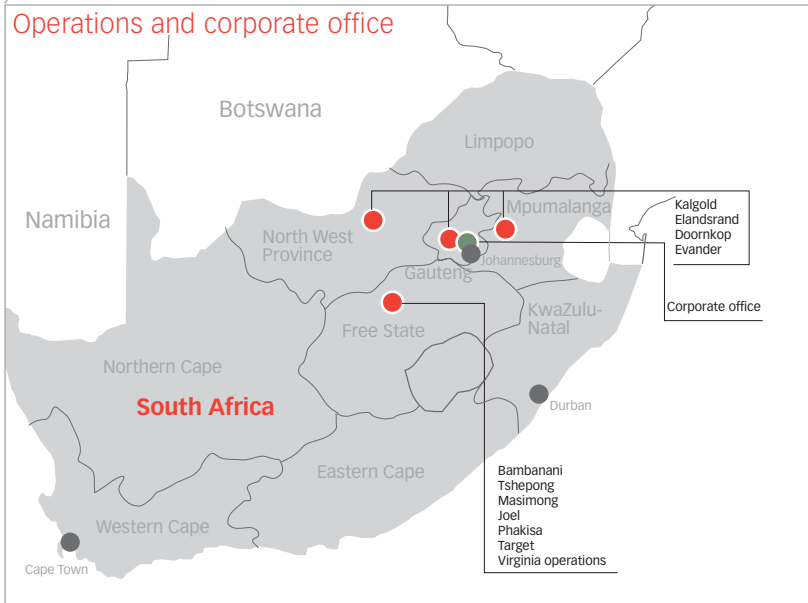 Operations and corporate office
Botswana
Limpopo
Namibia
Mpumalanga
Kalgold
Elandsrand
Doornkop
Evander
North West
Province
Johannesburg
Gauteng
Corporate office
Free State
KwaZulu-
Natal
Northern Cape
South Africa
Durban
Eastern Cape
Bambanani
Tshepong
Masimong
Joel
Phakisa
Target
Virginia operations
Western Cape
Cape Town